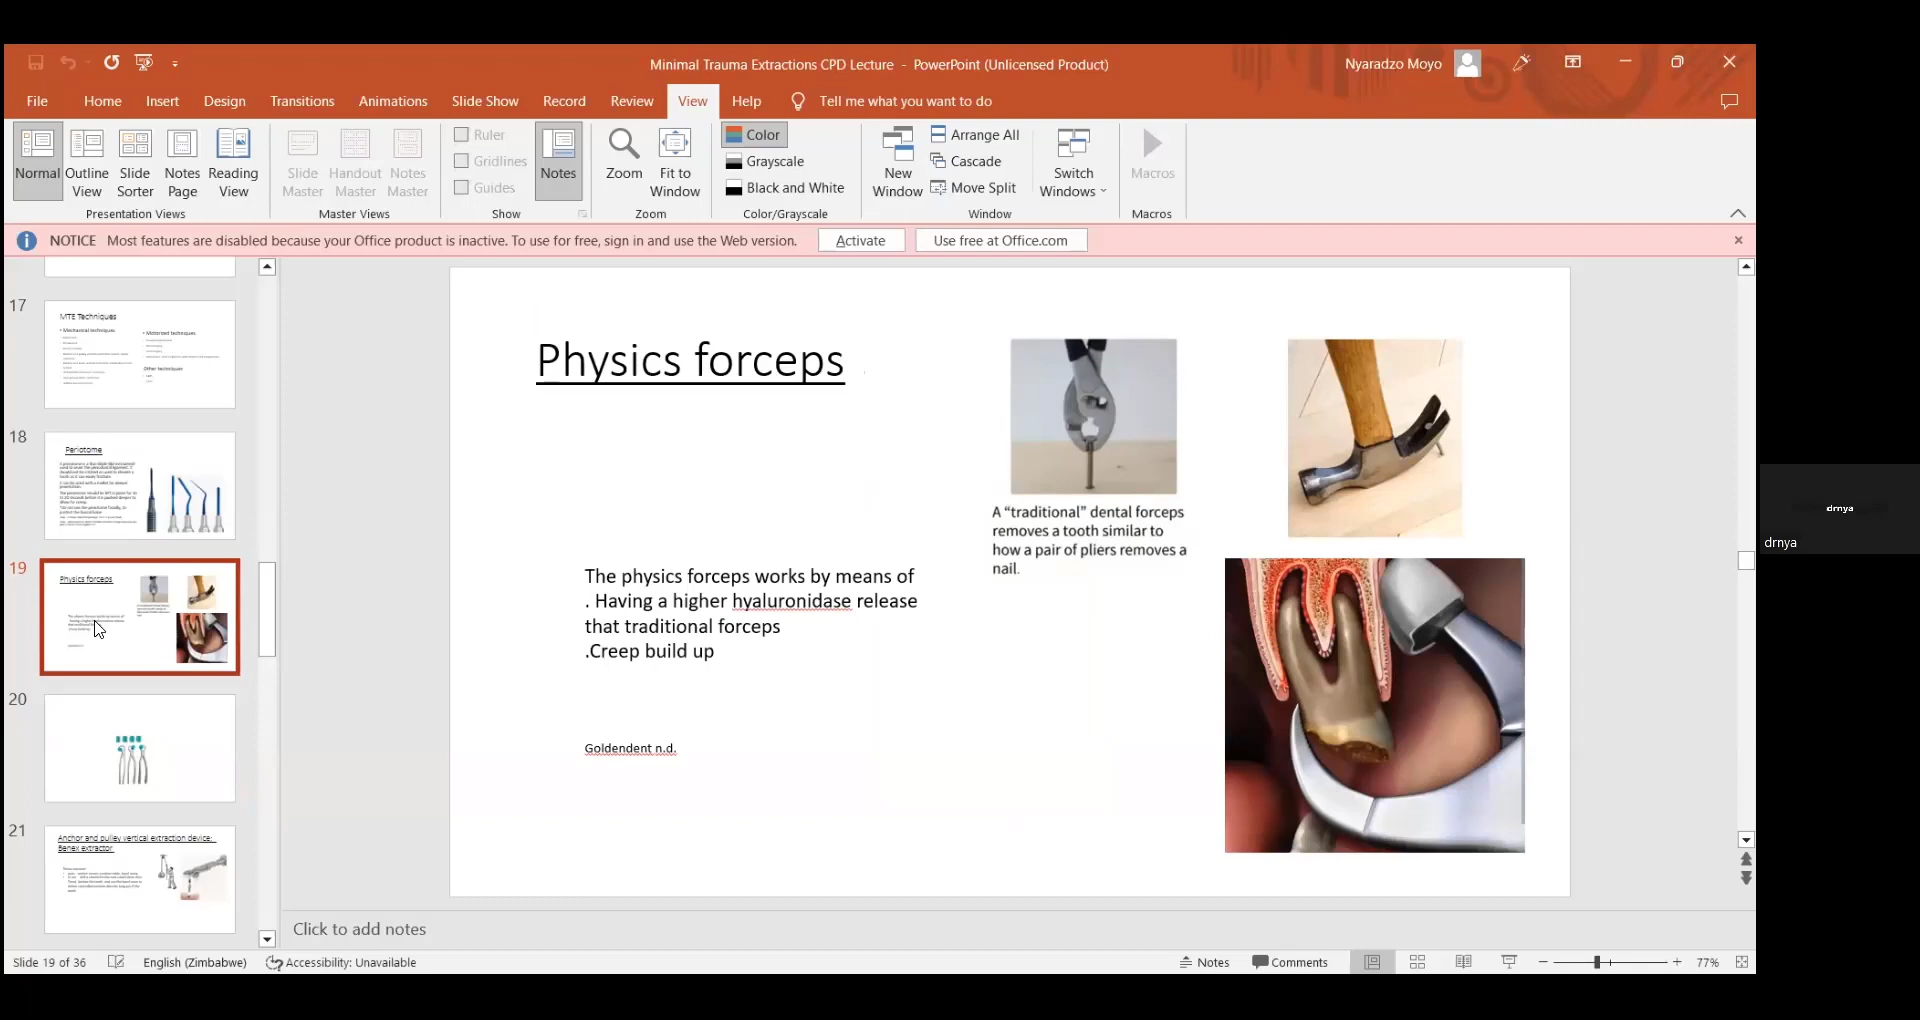 Minimal Trauma Extractions CPD Lecture - PowerPoint (Unlicensed Product)
Nyaradzo Moyo
File Home Insert Design Transitions Animations Slide Show Record Review View Help Tell me what you want to do
Normal
Outline View
Slide Sorter
Notes Page
Reading View
Presentation Views
Slide Master
Handout Master
Notes Master
Master Views
Ruler
Gridlines
Guides
Show
Notes
Zoom
Fit to Window
Zoom
Color
Grayscale
Black and White
Color/Grayscale
New Window
Arrange All
Cascade
Move Split
Switch Windows
Window
Macros
Macros
NOTICE Most features are disabled because your Office product is inactive. To use for free, sign in and use the Web version.
Activate
Use free at Office.com
17
MTE Techniques
Mechanical techniques
Motorized techniques
Other techniques
18
Periotome
19
Physics forceps
20
21
Anchor and pulley vertical extraction device;
Benex extractor
Physics forceps
A “traditional” dental forceps
removes a tooth similar to
how a pair of pliers removes a
nail.
The physics forceps works by means of
. Having a higher hyaluronidase release
that traditional forceps
.Creep build up
Goldendent n.d.
Click to add notes
drnya
drnya
Slide 19 of 36
English (Zimbabwe)
Accessibility: Unavailable
Notes
Comments
77%